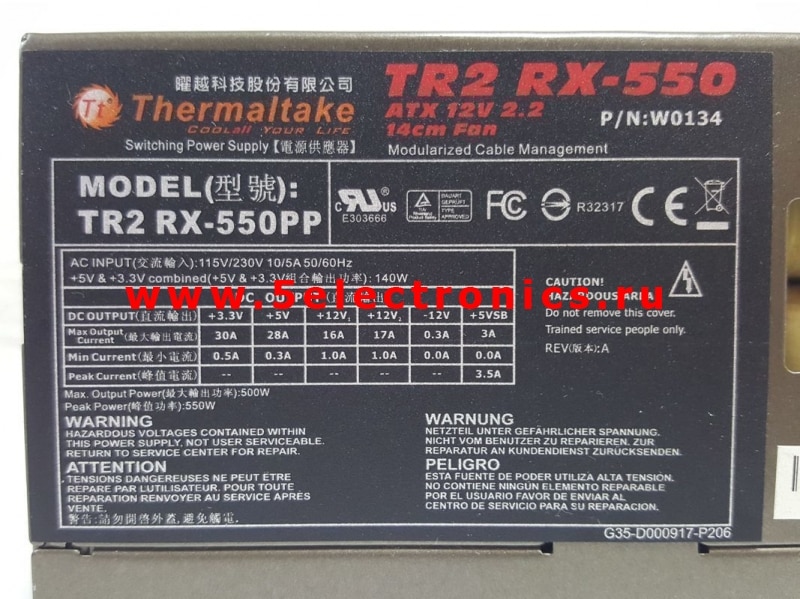 曜越科技股份有限公司
Thermaltake
COOLall YOUR LIFE
Switching Power Supply【電源供應器】
TR2 RX-550
ATX 12V 2.2
14cm Fan
P/N:W0134
Modularized Cable Management
MODEL(型號):
TR2 RX-550PP
E303666
R32317
AC INPUT(交流輸入):115V/230V 10/5A 50/60Hz
+5V & +3.3V combined(+5V & +3.3V組合輸出功率): 140W
www.5electronics.ru
DC OUTPUT(直流輸出) +3.3V +5V +12V +12V -12V +5VSB
Max Output Current (最大輸出電流) 30A 28A 16A 17A 0.3A 3A
Min Current(最小電流) 0.5A 0.3A 1.0A 1.0A 0.0A 0.0A
Peak Current(峰值電流) -- -- -- -- -- 3.5A
Max. Output Power(最大輸出功率): 500W
Peak Power(峰值功率): 550W
CAUTION!
HAZARDOUS AREA
Do not remove this cover.
Trained service people only.
REV(版本):A
WARNING
HAZARDOUS VOLTAGES CONTAINED WITHIN
THIS POWER SUPPLY, NOT USER SERVICEABLE.
RETURN TO SERVICE CENTER FOR REPAIR.
ATTENTION
TENSIONS DANGEREUSES NE PEUT ÊTRE
REPARE PAR LUTILISATEUR. POUR TOUTE
REPARATION RENVOYER AU SERVICE APRÉS
VENTE.
警告:請勿開啓外蓋,避免觸電.
WARNUNG
NETZTEIL UNTER GEFÄHRLICHER SPANNUNG.
NICHT VOM BENUTZER ZU REPARIEREN. ZUR
REPARATUR AN KUNDENDIENST ZURÜCKSENDEN.
PELIGRO
ESTA FUENTE DE PODER UTILIZA ALTA TENSIÓN.
NO CONTIENE NINGÚN ELEMENTO REPARABLE
POR EL USUARIO FAVOR DE ENVIAR AL
CENTRO DE SERVICIO PARA SU REPARACION.
G35-D000917-P206